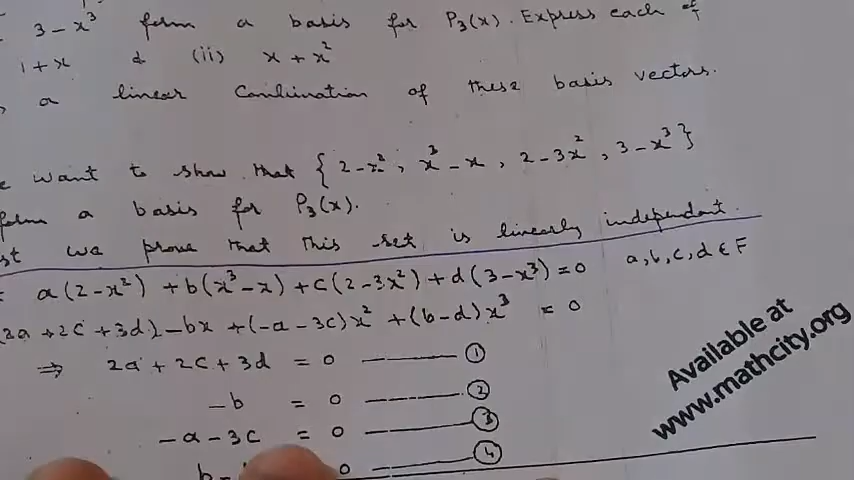 3 - x³ form a basis for P₃(x). Express each of
1 + x & (ii) x + x²
a linear Combination of these basis vectors.
we want to show that {2 - x², x³ - x, 2 - 3x², 3 - x³}
form a basis for P₃(x).
we prove that this set is linearly independent.
a(2 - x²) + b(x³ - x) + c(2 - 3x²) + d(3 - x³) = 0 a, b, c, d ∈ F
(2a + 2c + 3d) - bx + (-a - 3c)x² + (b - d)x³ = 0
⇒ 2a + 2c + 3d = 0 ——— ①
-b = 0 ——— ②
-a - 3c = 0 ——— ③
b - 0 ——— ④
Available at
www.mathcity.org